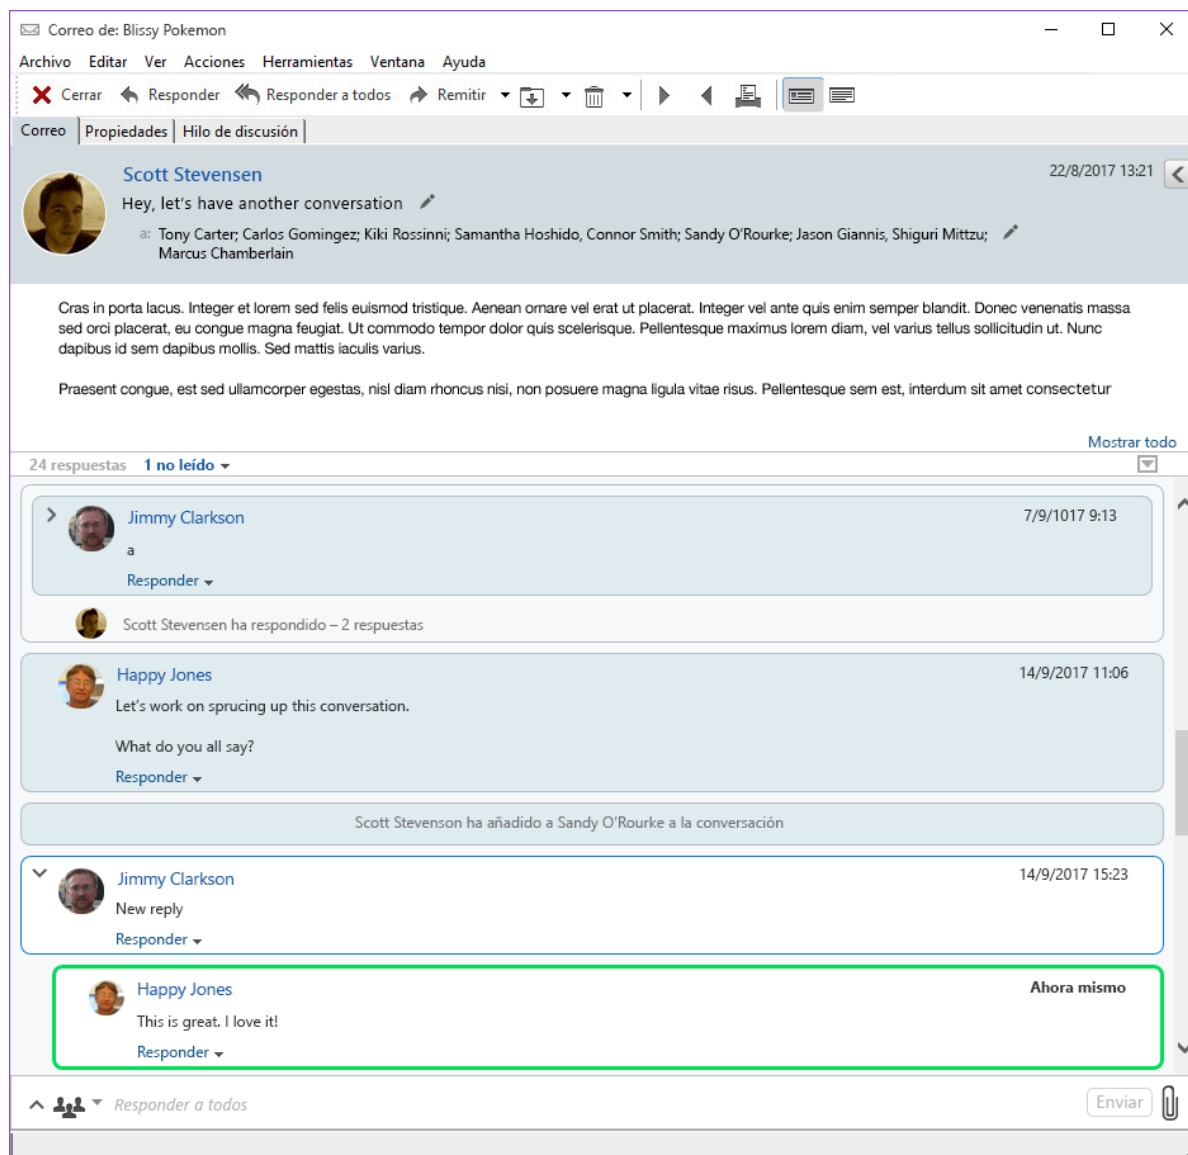 Correo de: Blissy Pokemon
Archivo Editar Ver Acciones Herramientas Ventana Ayuda
Cerrar Responder Responder a todos Remitir
Correo Propiedades Hilo de discusión
Scott Stevensen 22/8/2017 13:21
Hey, let's have another conversation
a: Tony Carter; Carlos Gomingez; Kiki Rossinni; Samantha Hoshido, Connor Smith; Sandy O'Rourke; Jason Giannis, Shiguri Mittzu;
Marcus Chamberlain
Cras in porta lacus. Integer et lorem sed felis euismod tristique. Aenean ornare vel erat ut placerat. Integer vel ante quis enim semper blandit. Donec venenatis massa
sed orci placerat, eu congue magna feugiat. Ut commodo tempor dolor quis scelerisque. Pellentesque maximus lorem diam, vel varius tellus sollicitudin ut. Nunc
dapibus id sem dapibus mollis. Sed mattis iaculis varius.
Praesent congue, est sed ullamcorper egestas, nisl diam rhoncus nisi, non posuere magna ligula vitae risus. Pellentesque sem est, interdum sit amet consectetur
Mostrar todo
24 respuestas 1 no leído
Jimmy Clarkson 7/9/1017 9:13
a
Responder
Scott Stevensen ha respondido – 2 respuestas
Happy Jones 14/9/2017 11:06
Let's work on sprucing up this conversation.
What do you all say?
Responder
Scott Stevenson ha añadido a Sandy O'Rourke a la conversación
Jimmy Clarkson 14/9/2017 15:23
New reply
Responder
Happy Jones Ahora mismo
This is great. I love it!
Responder
Responder a todos Enviar